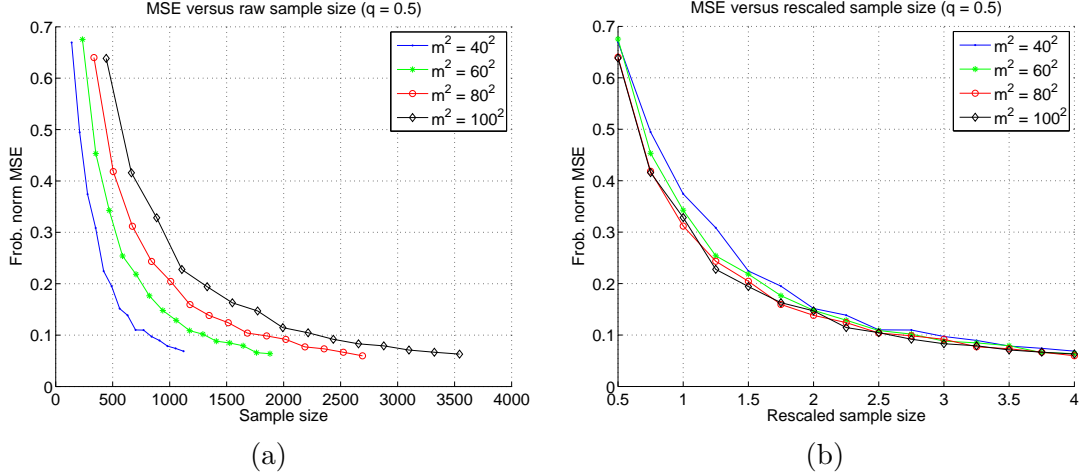 MSE versus raw sample size (q = 0.5)
Frob. norm MSE
0.7
0.6
0.5
0.4
0.3
0.2
0.1
0
0 500 1000 1500 2000 2500 3000 3500 4000
Sample size
m² = 40²
m² = 60²
m² = 80²
m² = 100²
(a)
MSE versus rescaled sample size (q = 0.5)
Frob. norm MSE
0.7
0.6
0.5
0.4
0.3
0.2
0.1
0
0.5 1 1.5 2 2.5 3 3.5 4
Rescaled sample size
m² = 40²
m² = 60²
m² = 80²
m² = 100²
(b)